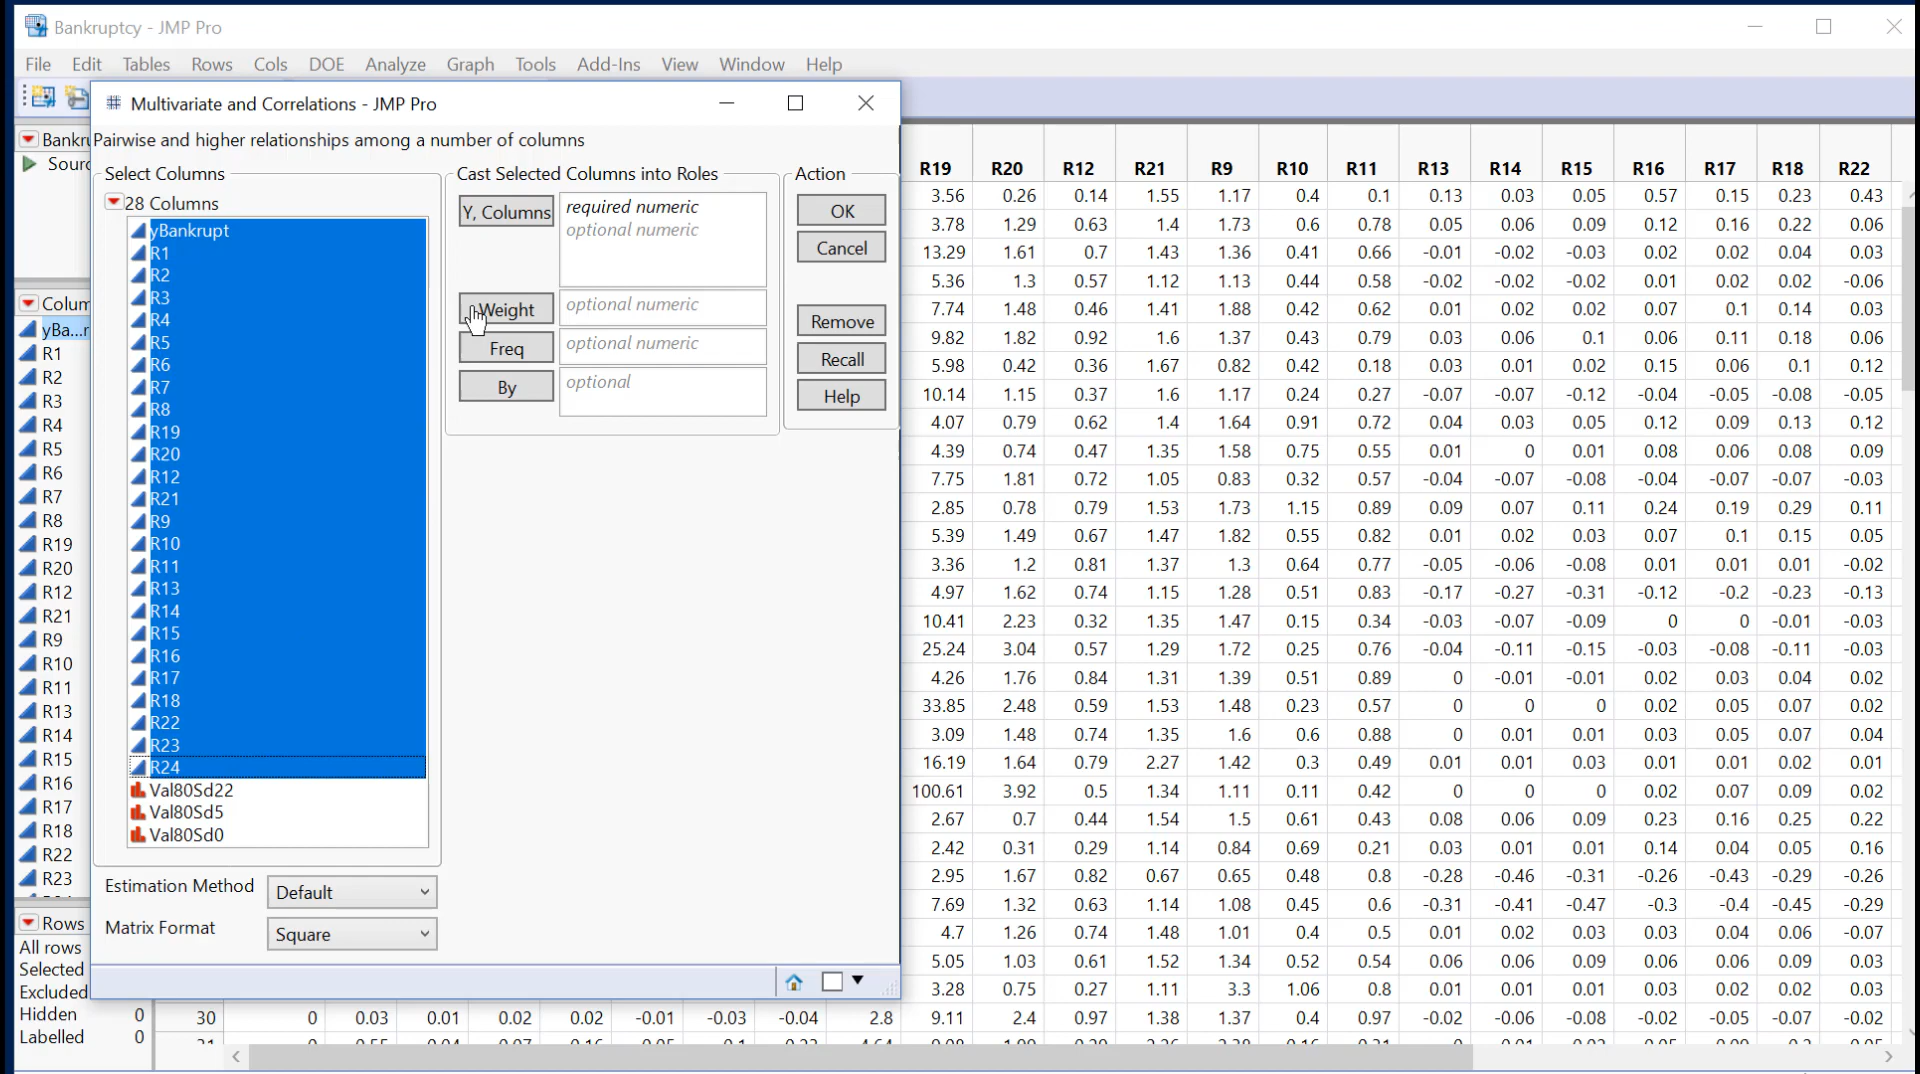 Bankruptcy - JMP Pro
File Edit Tables Rows Cols DOE Analyze Graph Tools Add-Ins View Window Help
Multivariate and Correlations - JMP Pro
Pairwise and higher relationships among a number of columns
Select Columns
28 Columns
yBankrupt
R1
R2
R3
R4
R5
R6
R7
R8
R19
R20
R12
R21
R9
R10
R11
R13
R14
R15
R16
R17
R18
R22
R23
R24
Val80Sd22
Val80Sd5
Val80Sd0
Estimation Method Default
Matrix Format Square
Cast Selected Columns into Roles
Y, Columns required numeric
optional numeric
Weight optional numeric
Freq optional numeric
By optional
Action
OK
Cancel
Remove
Recall
Help
Bankru
Sourc
Colum
yBa...r
R1
R2
R3
R4
R5
R6
R7
R8
R19
R20
R12
R21
R9
R10
R11
R13
R14
R15
R16
R17
R18
R22
R23
Rows
All rows
Selected
Excluded
Hidden 0
Labelled 0
R19 R20 R12 R21 R9 R10 R11 R13 R14 R15 R16 R17 R18 R22
3.56 0.26 0.14 1.55 1.17 0.4 0.1 0.13 0.03 0.05 0.57 0.15 0.23 0.43
3.78 1.29 0.63 1.4 1.73 0.6 0.78 0.05 0.06 0.09 0.12 0.16 0.22 0.06
13.29 1.61 0.7 1.43 1.36 0.41 0.66 -0.01 -0.02 -0.03 0.02 0.02 0.04 0.03
5.36 1.3 0.57 1.12 1.13 0.44 0.58 -0.02 -0.02 -0.02 0.01 0.02 0.02 -0.06
7.74 1.48 0.46 1.41 1.88 0.42 0.62 0.01 0.02 0.02 0.07 0.1 0.14 0.03
9.82 1.82 0.92 1.6 1.37 0.43 0.79 0.03 0.06 0.1 0.06 0.11 0.18 0.06
5.98 0.42 0.36 1.67 0.82 0.42 0.18 0.03 0.01 0.02 0.15 0.06 0.1 0.12
10.14 1.15 0.37 1.6 1.17 0.24 0.27 -0.07 -0.07 -0.12 -0.04 -0.05 -0.08 -0.05
4.07 0.79 0.62 1.4 1.64 0.91 0.72 0.04 0.03 0.05 0.12 0.09 0.13 0.12
4.39 0.74 0.47 1.35 1.58 0.75 0.55 0.01 0 0.01 0.08 0.06 0.08 0.09
7.75 1.81 0.72 1.05 0.83 0.32 0.57 -0.04 -0.07 -0.08 -0.04 -0.07 -0.07 -0.03
2.85 0.78 0.79 1.53 1.73 1.15 0.89 0.09 0.07 0.11 0.24 0.19 0.29 0.11
5.39 1.49 0.67 1.47 1.82 0.55 0.82 0.01 0.02 0.03 0.07 0.1 0.15 0.05
3.36 1.2 0.81 1.37 1.3 0.64 0.77 -0.05 -0.06 -0.08 0.01 0.01 0.01 -0.02
4.97 1.62 0.74 1.15 1.28 0.51 0.83 -0.17 -0.27 -0.31 -0.12 -0.2 -0.23 -0.13
10.41 2.23 0.32 1.35 1.47 0.15 0.34 -0.03 -0.07 -0.09 0 0 -0.01 -0.03
25.24 3.04 0.57 1.29 1.72 0.25 0.76 -0.04 -0.11 -0.15 -0.03 -0.08 -0.11 -0.03
4.26 1.76 0.84 1.31 1.39 0.51 0.89 0 -0.01 -0.01 0.02 0.03 0.04 0.02
33.85 2.48 0.59 1.53 1.48 0.23 0.57 0 0 0 0.02 0.05 0.07 0.02
3.09 1.48 0.74 1.35 1.6 0.6 0.88 0 0.01 0.01 0.03 0.05 0.07 0.04
16.19 1.64 0.79 2.27 1.42 0.3 0.49 0.01 0.01 0.03 0.01 0.01 0.02 0.01
100.61 3.92 0.5 1.34 1.11 0.11 0.42 0 0 0 0.02 0.07 0.09 0.02
2.67 0.7 0.44 1.54 1.5 0.61 0.43 0.08 0.06 0.09 0.23 0.16 0.25 0.22
2.42 0.31 0.29 1.14 0.84 0.69 0.21 0.03 0.01 0.01 0.14 0.04 0.05 0.16
2.95 1.67 0.82 0.67 0.65 0.48 0.8 -0.28 -0.46 -0.31 -0.26 -0.43 -0.29 -0.26
7.69 1.32 0.63 1.14 1.08 0.45 0.6 -0.31 -0.41 -0.47 -0.3 -0.4 -0.45 -0.29
4.7 1.26 0.74 1.48 1.01 0.4 0.5 0.01 0.02 0.03 0.03 0.04 0.06 -0.07
5.05 1.03 0.61 1.52 1.34 0.52 0.54 0.06 0.06 0.09 0.06 0.06 0.09 0.03
3.28 0.75 0.27 1.11 3.3 1.06 0.8 0.01 0.01 0.01 0.03 0.02 0.03 0.03
30 0 0.03 0.01 0.02 0.02 -0.01 -0.03 -0.04 2.8 9.11 2.4 0.97 1.38 1.37 0.4 0.97 -0.02 -0.06 -0.08 -0.02 -0.05 -0.07 -0.02